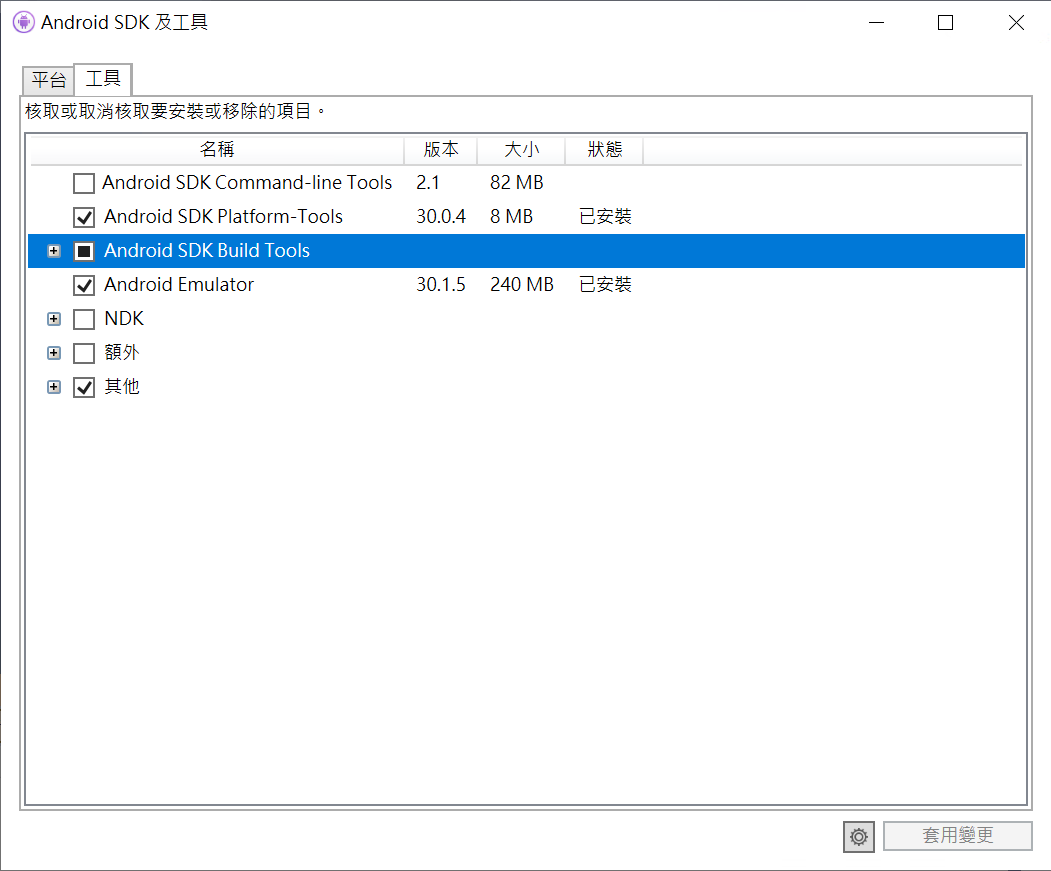 Android SDK 及工具
平台 工具
核取或取消核取要安裝或移除的項目。
名稱 版本 大小 狀態
Android SDK Command-line Tools 2.1 82 MB
Android SDK Platform-Tools 30.0.4 8 MB 已安裝
Android SDK Build Tools
Android Emulator 30.1.5 240 MB 已安裝
NDK
額外
其他
套用變更